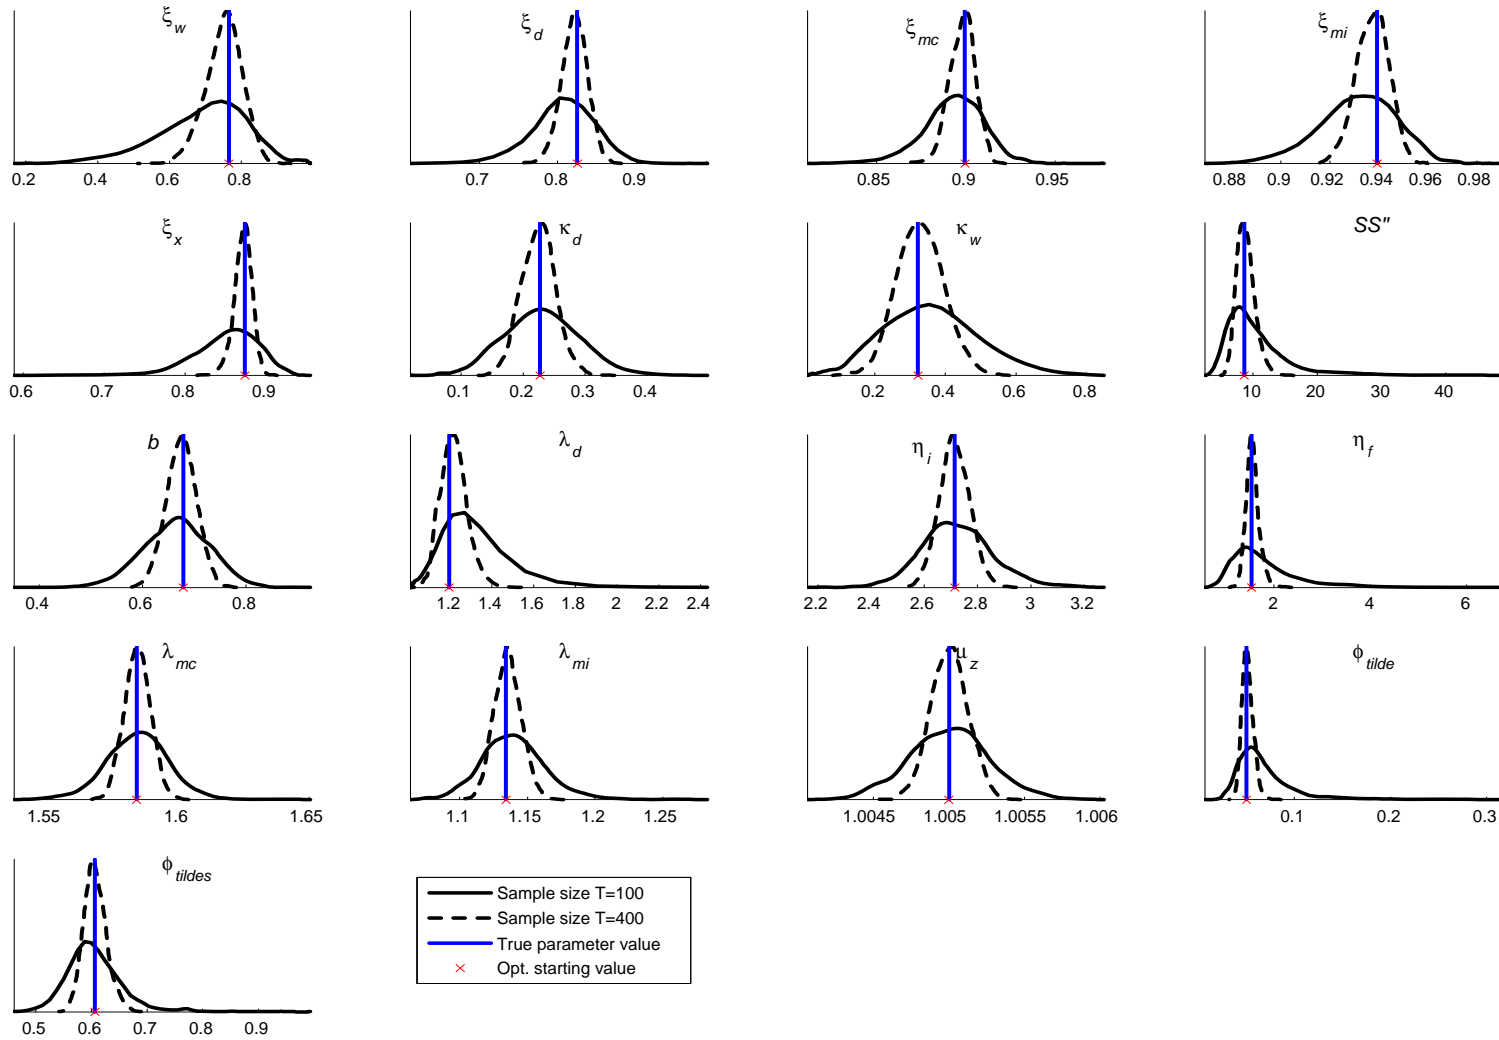 ξw ξd ξmc ξmi
0.2 0.4 0.6 0.8 0.7 0.8 0.9 0.85 0.9 0.95 0.88 0.9 0.92 0.94 0.96 0.98
ξx κd κw SS"
0.6 0.7 0.8 0.9 0.1 0.2 0.3 0.4 0.2 0.4 0.6 0.8 10 20 30 40
b λd ηi ηf
0.4 0.6 0.8 1.2 1.4 1.6 1.8 2 2.2 2.4 2.2 2.4 2.6 2.8 3 3.2 2 4 6
λmc λmi μz ϕtilde
1.55 1.6 1.65 1.1 1.15 1.2 1.25 1.0045 1.005 1.0055 1.006 0.1 0.2 0.3
ϕtildes
0.5 0.6 0.7 0.8 0.9
Sample size T=100
Sample size T=400
True parameter value
Opt. starting value